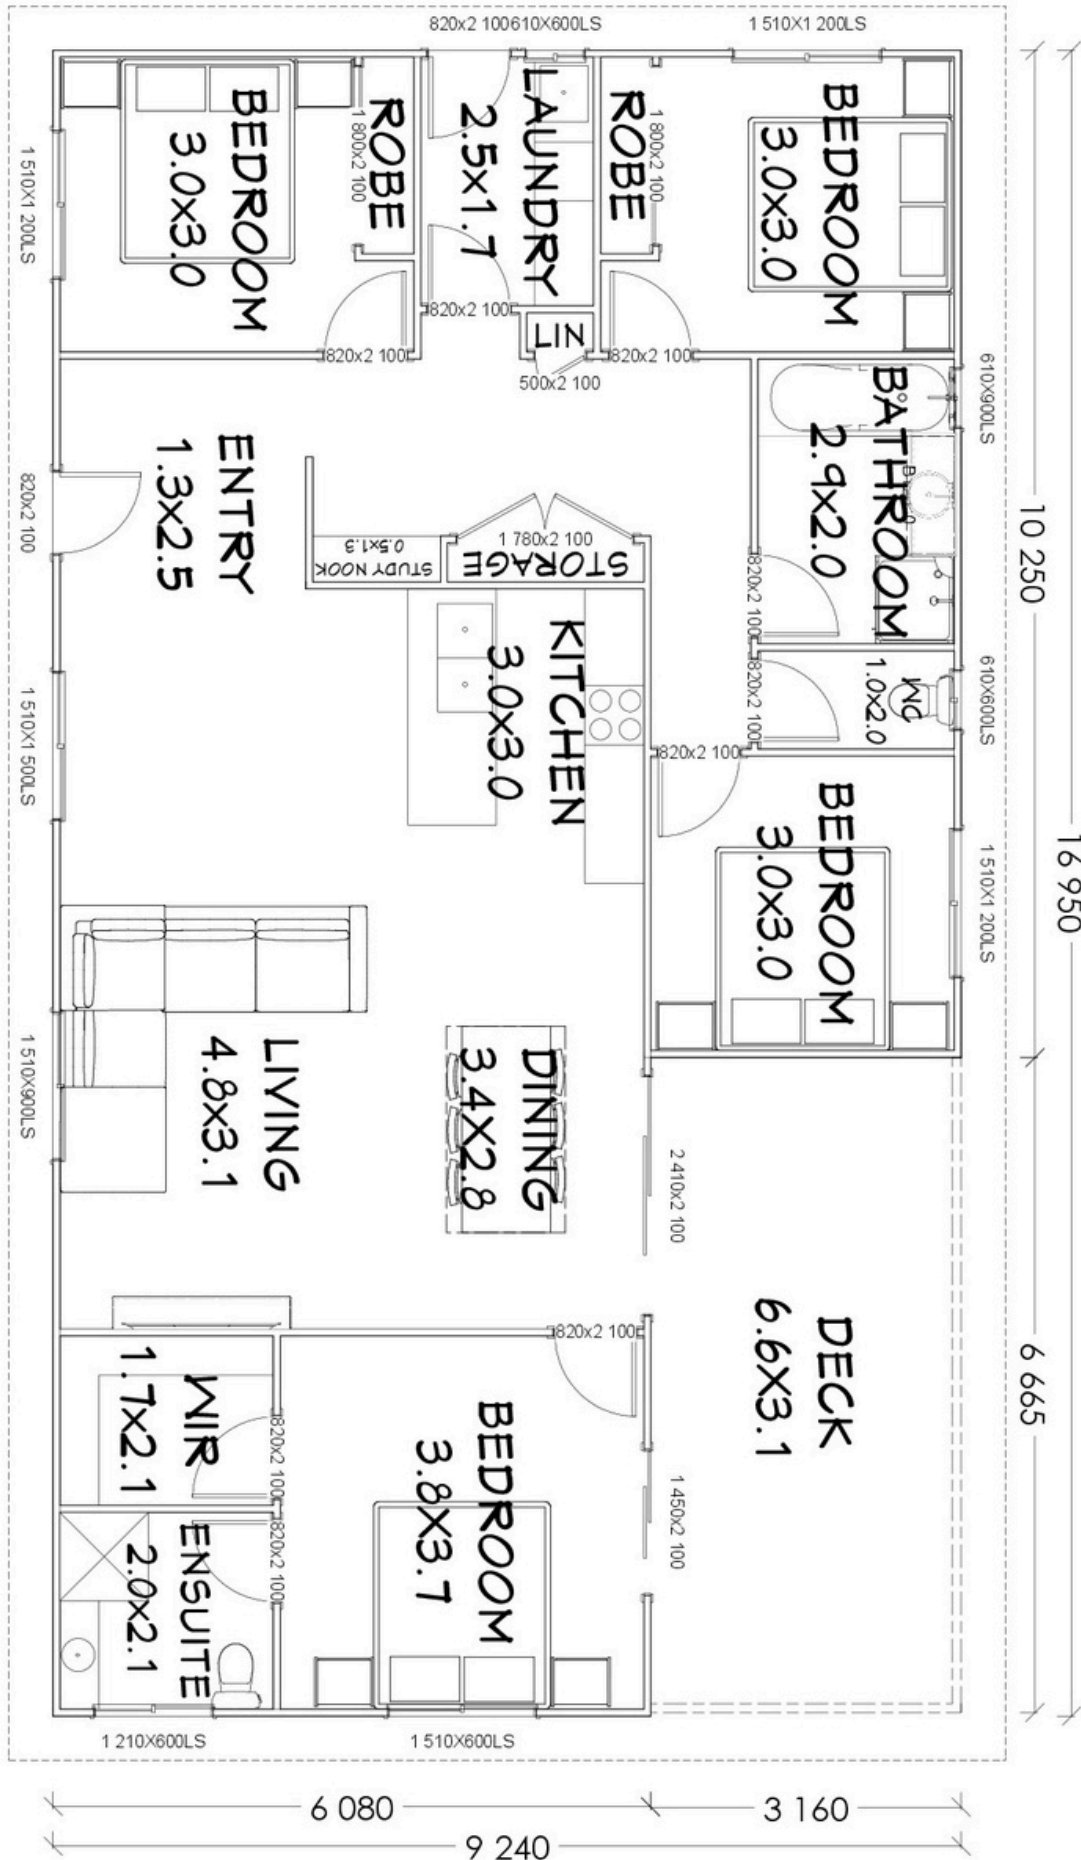 820x2 100
610X600LS
1 510X1 200LS
BEDROOM
3.0x3.0
ROBE
1 800x2 100
LAUNDRY
2.5x1.7
ROBE
1 800x2 100
BEDROOM
3.0x3.0
1 510X1 200LS
820x2 100
LIN
820x2 100
500x2 100
820x2 100
610X900LS
BATHROOM
2.9x2.0
ENTRY
1.3x2.5
820x2 100
1 780x2 100
STORAGE
STUDY NOOK
0.5x1.3
820x2 100
10 250
KITCHEN
3.0x3.0
WC
1.0x2.0
820x2 100
610X600LS
1 510X1 500LS
820x2 100
BEDROOM
3.0x3.0
1 510X1 200LS
16 950
LIVING
4.8x3.1
DINING
3.4X2.8
1 510X900LS
2 410x2 100
DECK
6.6X3.1
6 665
820x2 100
WIR
1.7X2.1
820x2 100
BEDROOM
3.8X3.7
1 450x2 100
820x2 100
ENSUITE
2.0x2.1
1 210X600LS
1 510X600LS
6 080
3 160
9 240